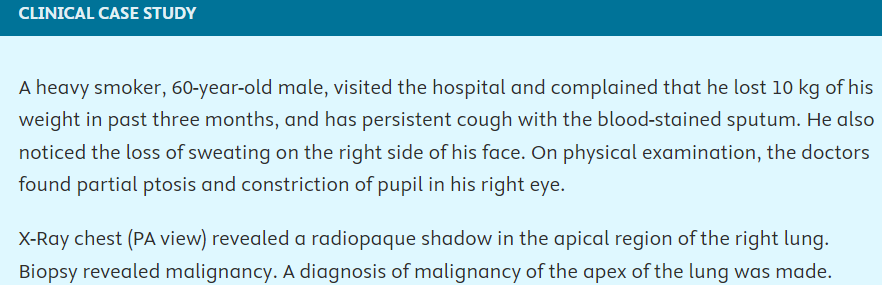 CLINICAL CASE STUDY
A heavy smoker, 60-year-old male, visited the hospital and complained that he lost 10 kg of his
weight in past three months, and has persistent cough with the blood-stained sputum. He also
noticed the loss of sweating on the right side of his face. On physical examination, the doctors
found partial ptosis and constriction of pupil in his right eye.
X-Ray chest (PA view) revealed a radiopaque shadow in the apical region of the right lung.
Biopsy revealed malignancy. A diagnosis of malignancy of the apex of the lung was made.